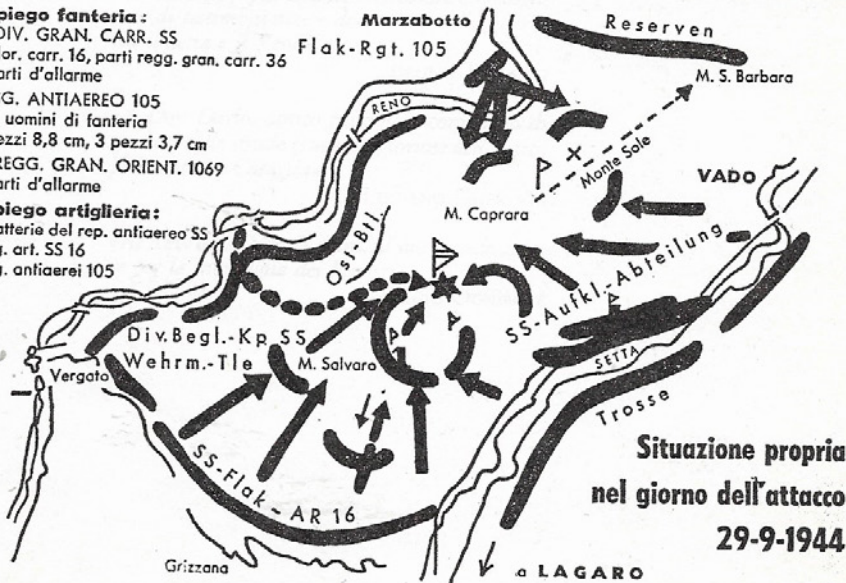 piego fanteria:
DIV. GRAN. CARR. SS
lor. carr. 16, parti regg. gran. carr. 36
arti d'allarme
G. ANTIAEREO 105
uomini di fanteria
ezzi 8,8 cm, 3 pezzi 3,7 cm
REGG. GRAN. ORIENT. 1069
arti d'allarme
piego artiglieria:
atterie del rep. antiaereo SS
g. art. SS 16
g. antiaerei 105
Marzabotto
Flak-Rgt. 105
Reserven
M. S. Barbara
RENO
Monte Sole
VADO
M. Caprara
Ost-Btl.
SS-Aufkl.-Abteilung
Div. Begl.-Kp SS
Wehrm.-Tle
M. Salvaro
Vergato
SETTA
Trosse
SS-Flak-AR 16
Grizzana
a LAGARO
Situazione propria
nel giorno dell'attacco
29-9-1944